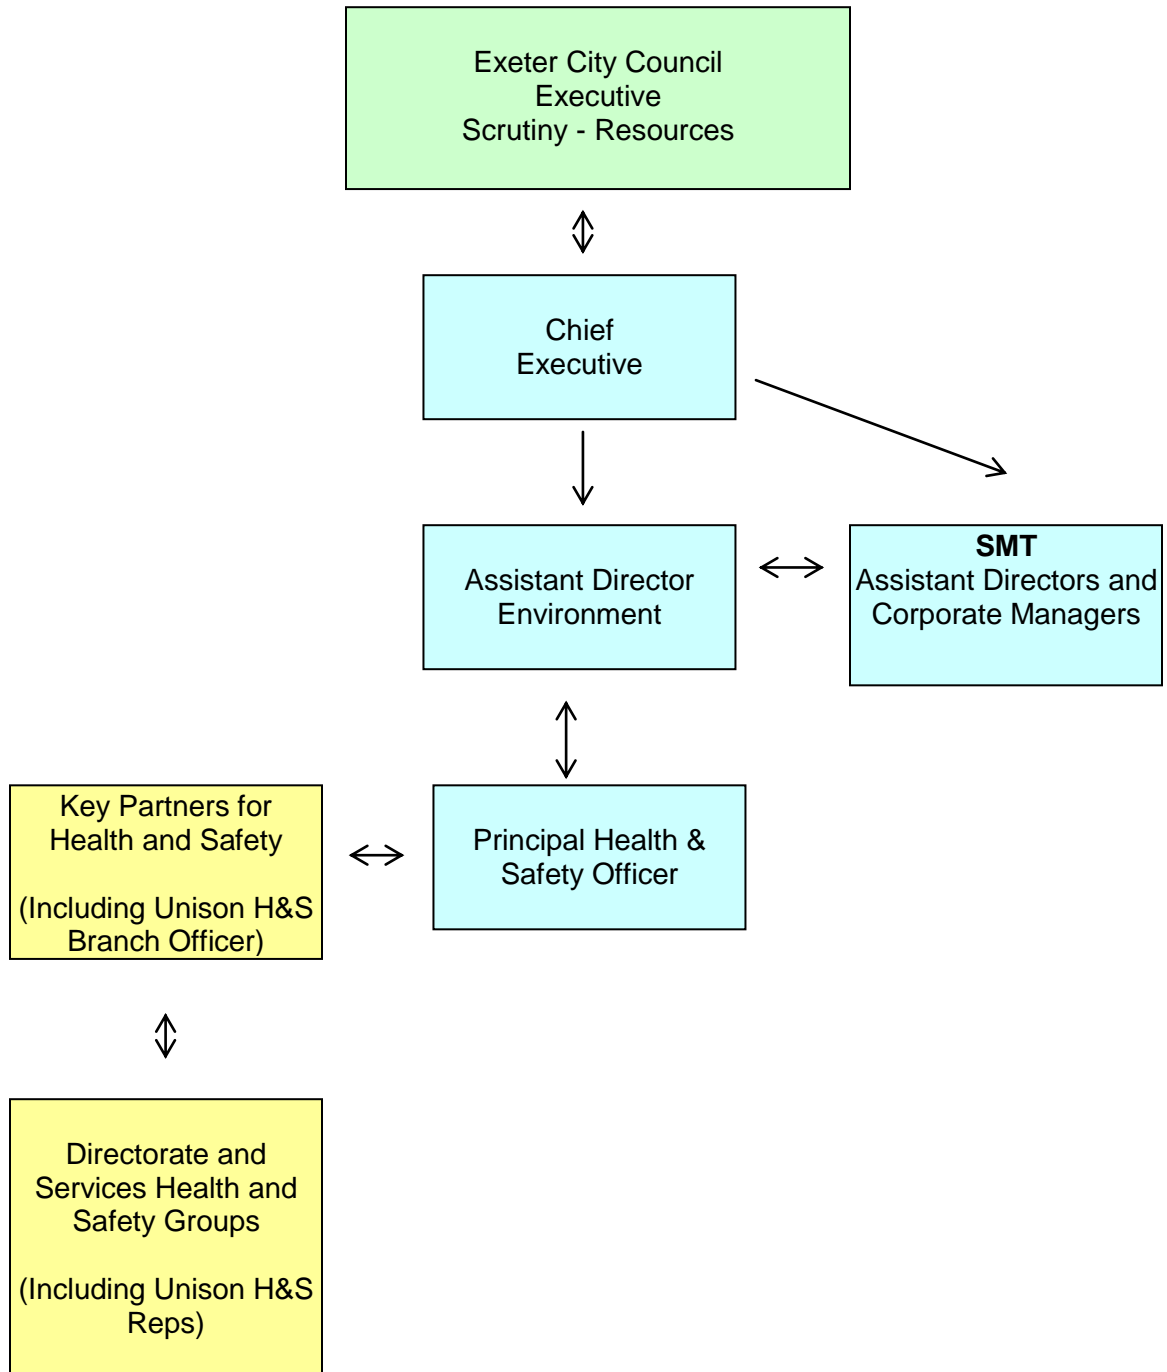 Exeter City Council
Executive
Scrutiny - Resources
Chief
Executive
Assistant Director
Environment
SMT
Assistant Directors and
Corporate Managers
Key Partners for
Health and Safety
(Including Unison H&S
Branch Officer)
Principal Health &
Safety Officer
Directorate and
Services Health and
Safety Groups
(Including Unison H&S
Reps)